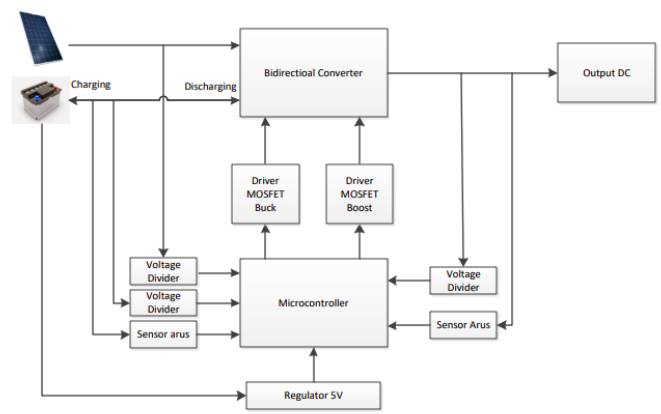 Charging
Discharging
Bidirectioal Converter
Output DC
Driver
MOSFET
Buck
Driver
MOSFET
Boost
Voltage
Divider
Voltage
Divider
Sensor arus
Microcontroller
Voltage
Divider
Sensor Arus
Regulator 5V